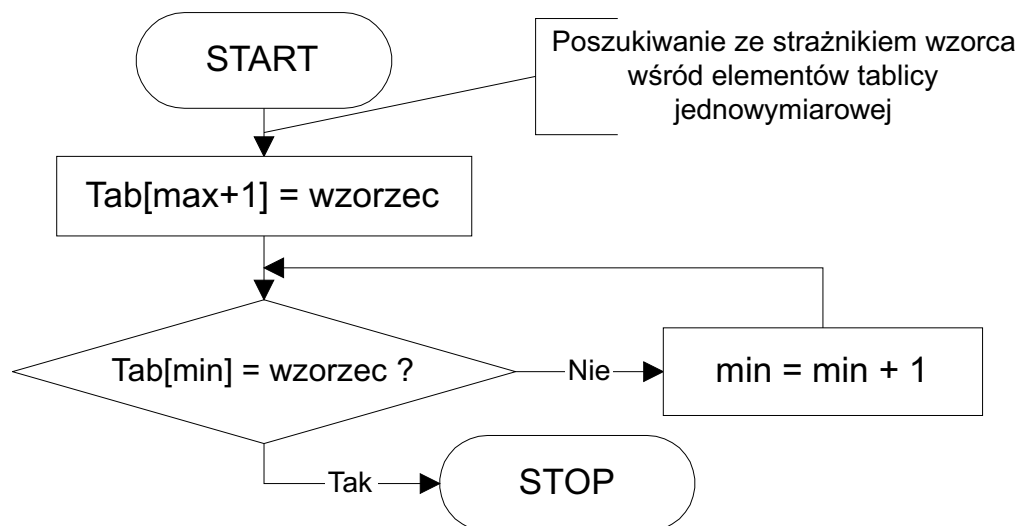 START
Poszukiwanie ze strażnikiem wzorca
wśród elementów tablicy
jednowymiarowej
Tab[max+1] = wzorzec
Tab[min] = wzorzec ?
Nie
min = min + 1
Tak
STOP